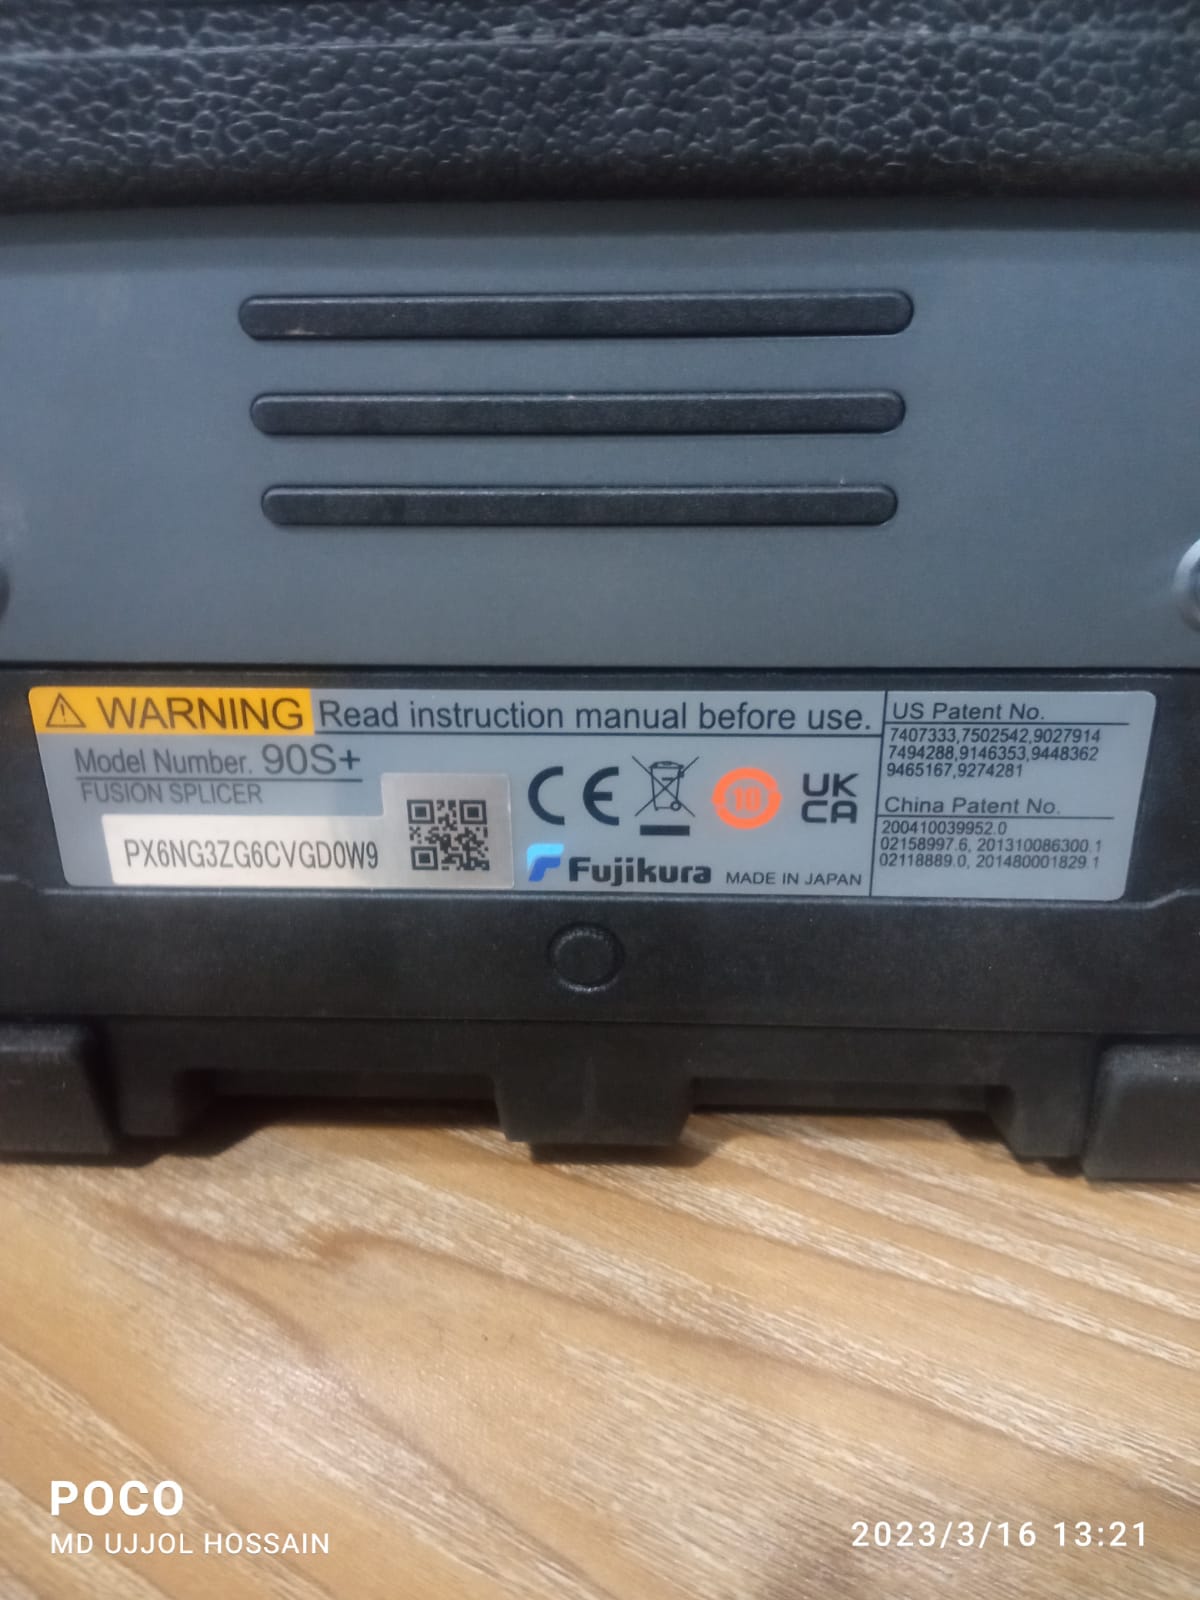 WARNING Read instruction manual before use.
Model Number. 90S+
FUSION SPLICER
PX6NG3ZG6CVGD0W9
CE
10
UK
CA
Fujikura MADE IN JAPAN
US Patent No.
7407333,7502542,9027914
7494288,9146353,9448362
9465167,9274281
China Patent No.
200410039952.0
02158997.6, 201310086300.1
02118889.0, 201480001829.1
POCO
MD UJJOL HOSSAIN
2023/3/16 13:21